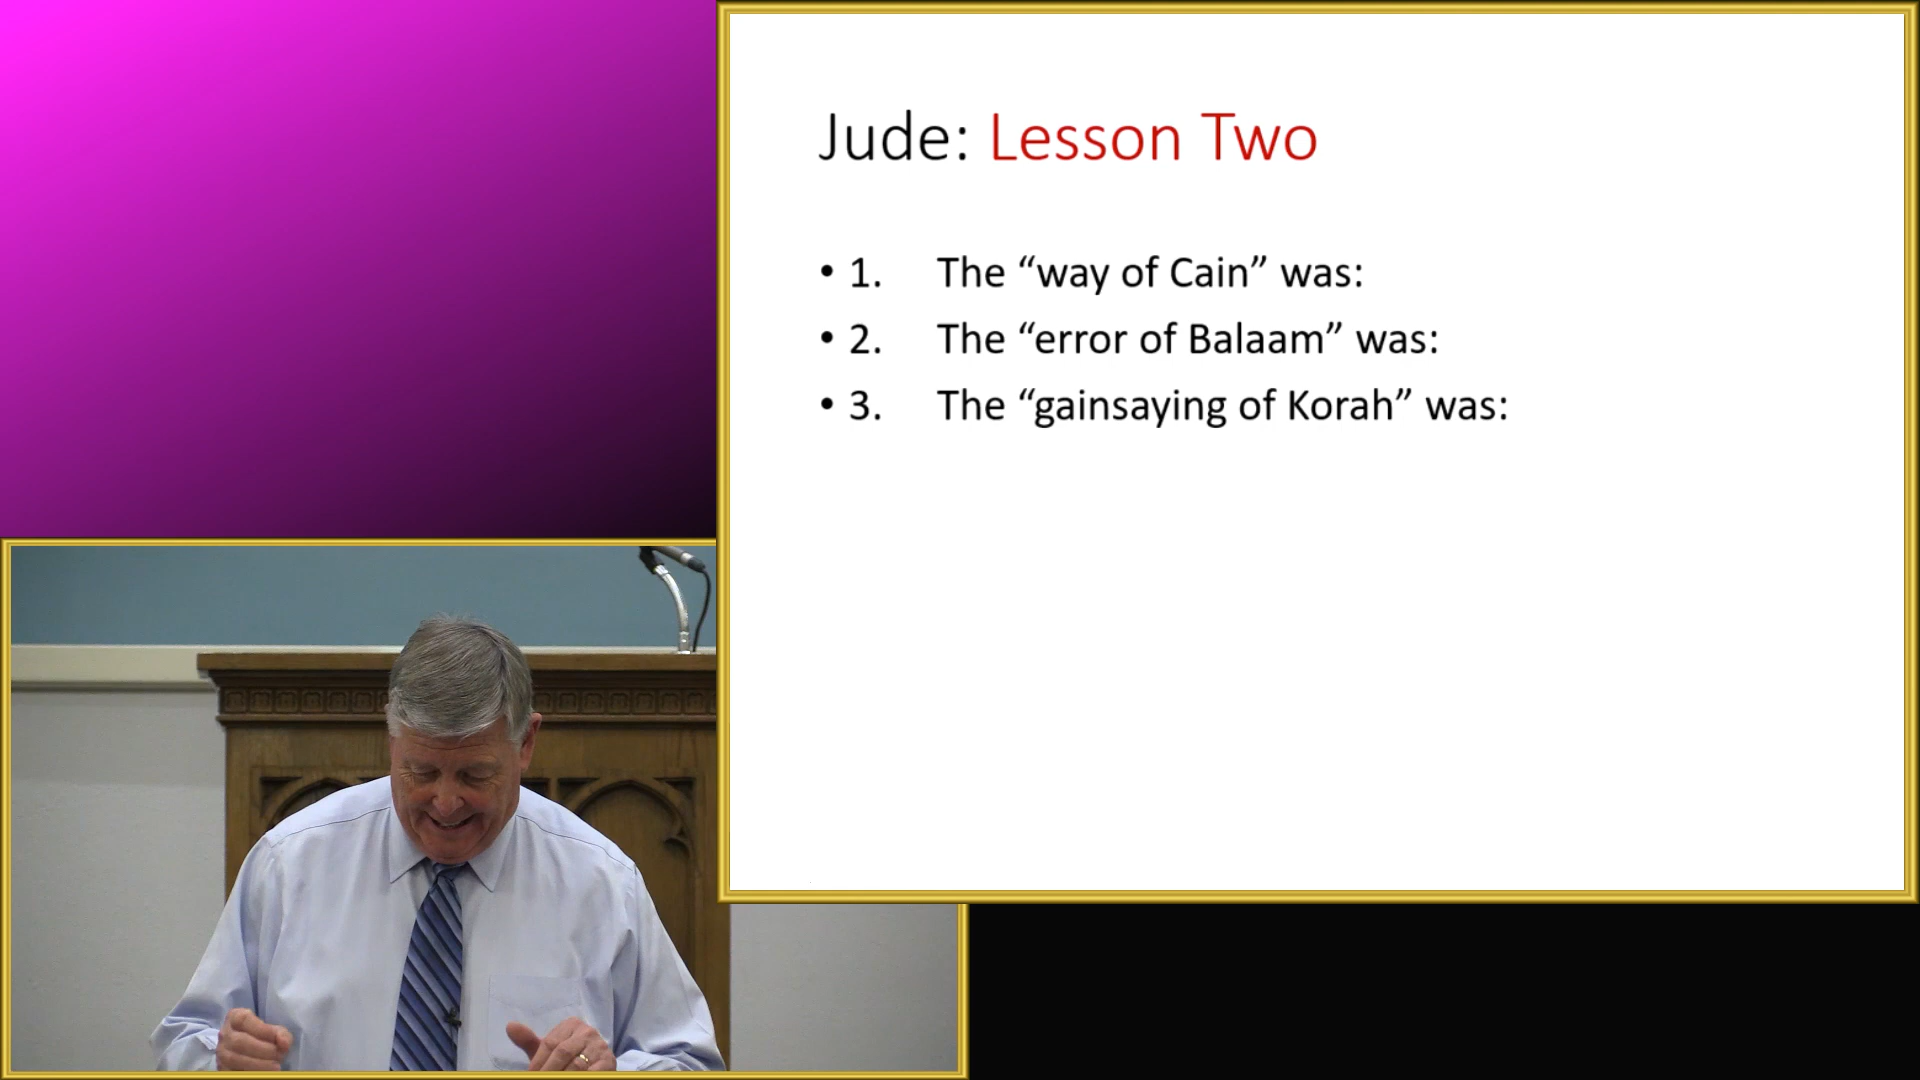 Jude: Lesson Two
• 1. The “way of Cain” was:
• 2. The “error of Balaam” was:
• 3. The “gainsaying of Korah” was: